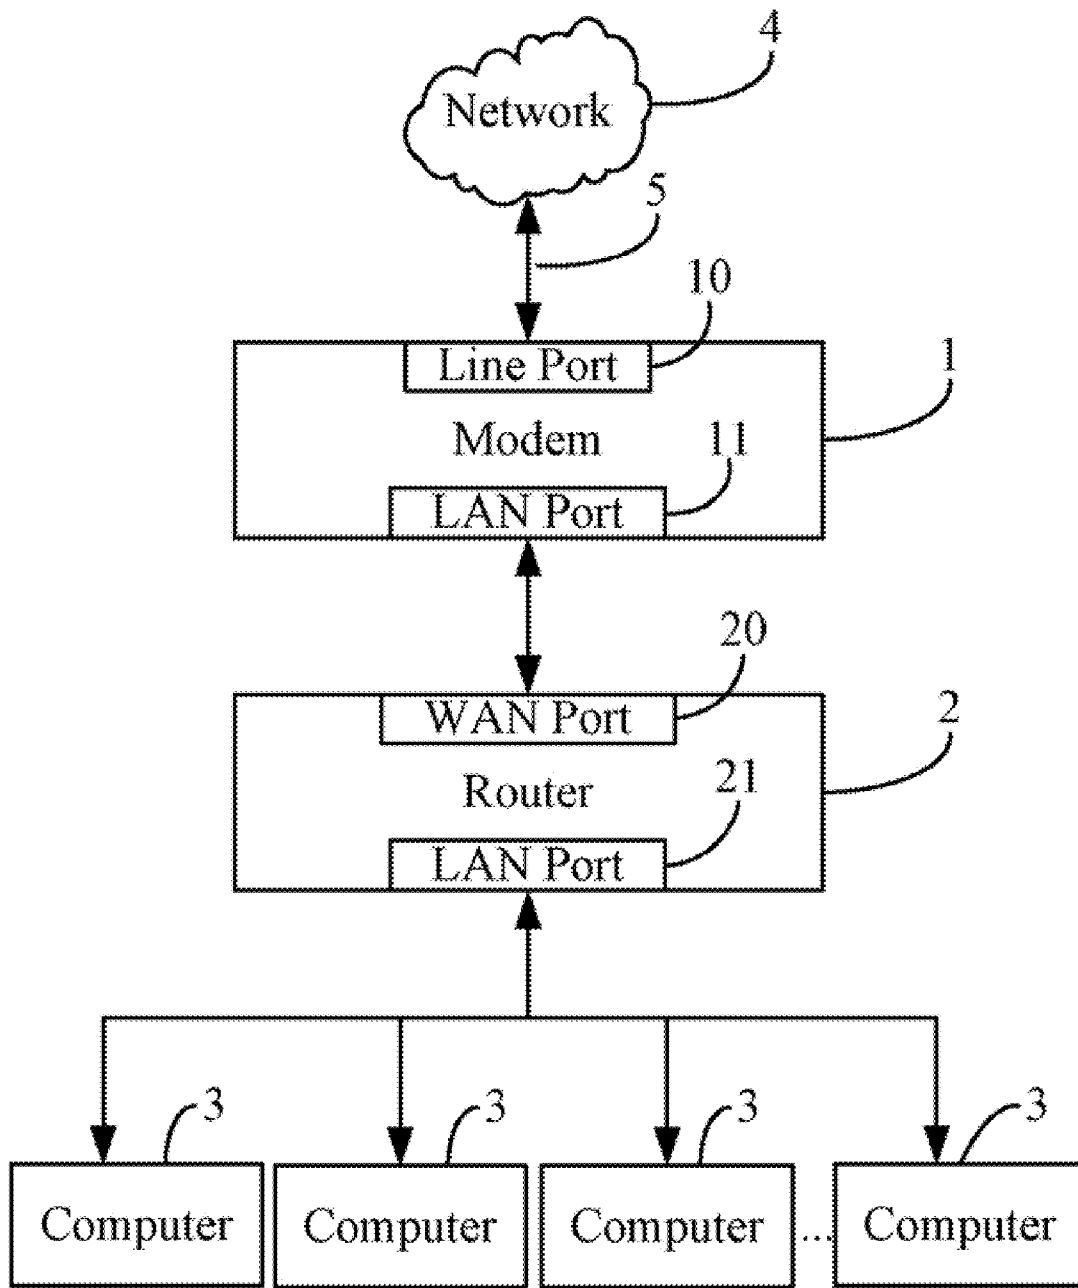 4
Network
5
10
Line Port
1
Modem
11
LAN Port
20
WAN Port
2
Router
21
LAN Port
3 3 3 3
Computer Computer Computer ... Computer